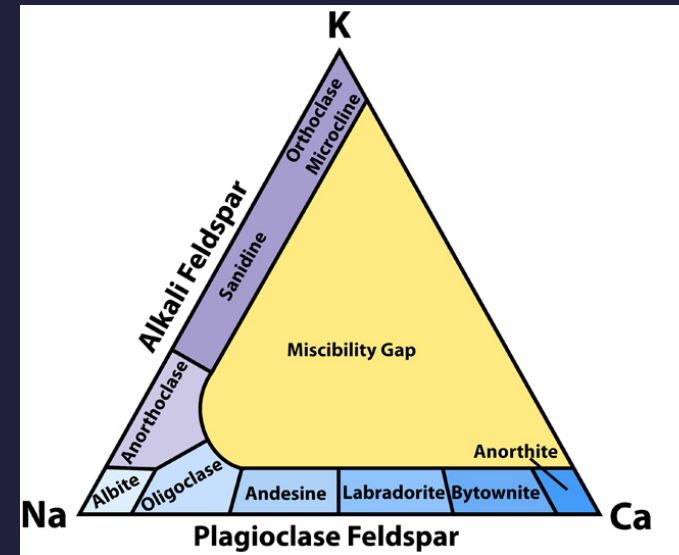 K
Orthoclase
Microcline
Alkali Feldspar
Sanidine
Miscibility Gap
Anorthoclase
Anorthite
Albite
Oligoclase
Andesine
Labradorite
Bytownite
Na
Ca
Plagioclase Feldspar